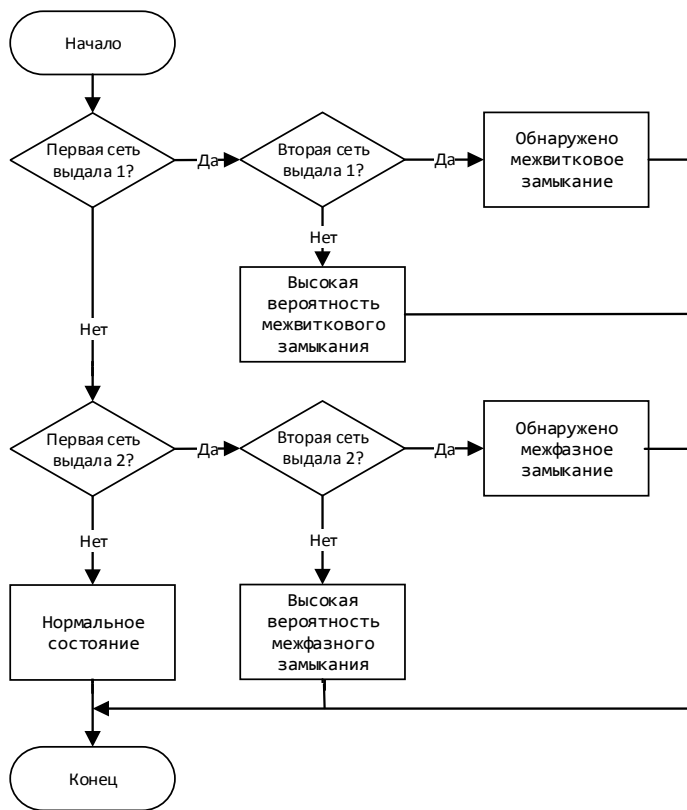 Начало
Первая сеть
выдала 1?
Да
Вторая сеть
выдала 1?
Да
Обнаружено
межвитковое
замыкание
Нет
Высокая
вероятность
межвиткового
замыкания
Нет
Первая сеть
выдала 2?
Да
Вторая сеть
выдала 2?
Да
Обнаружено
межфазное
замыкание
Нет
Нет
Нормальное
состояние
Высокая
вероятность
межфазного
замыкания
Конец